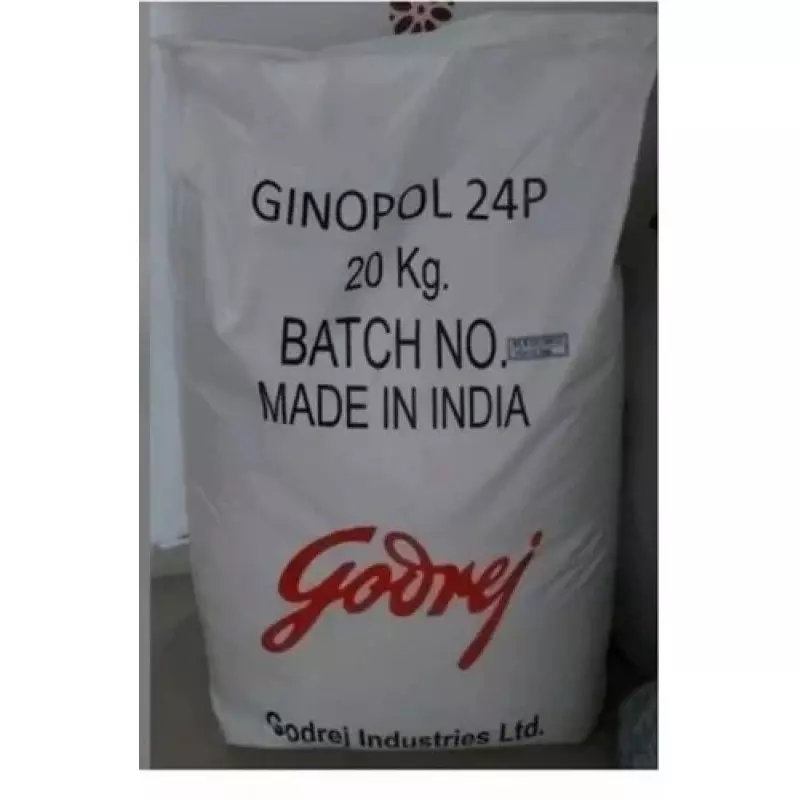 GINOPOL 24P
20 Kg.
BATCH NO.
MADE IN INDIA
Godrej
Godrej Industries Ltd.